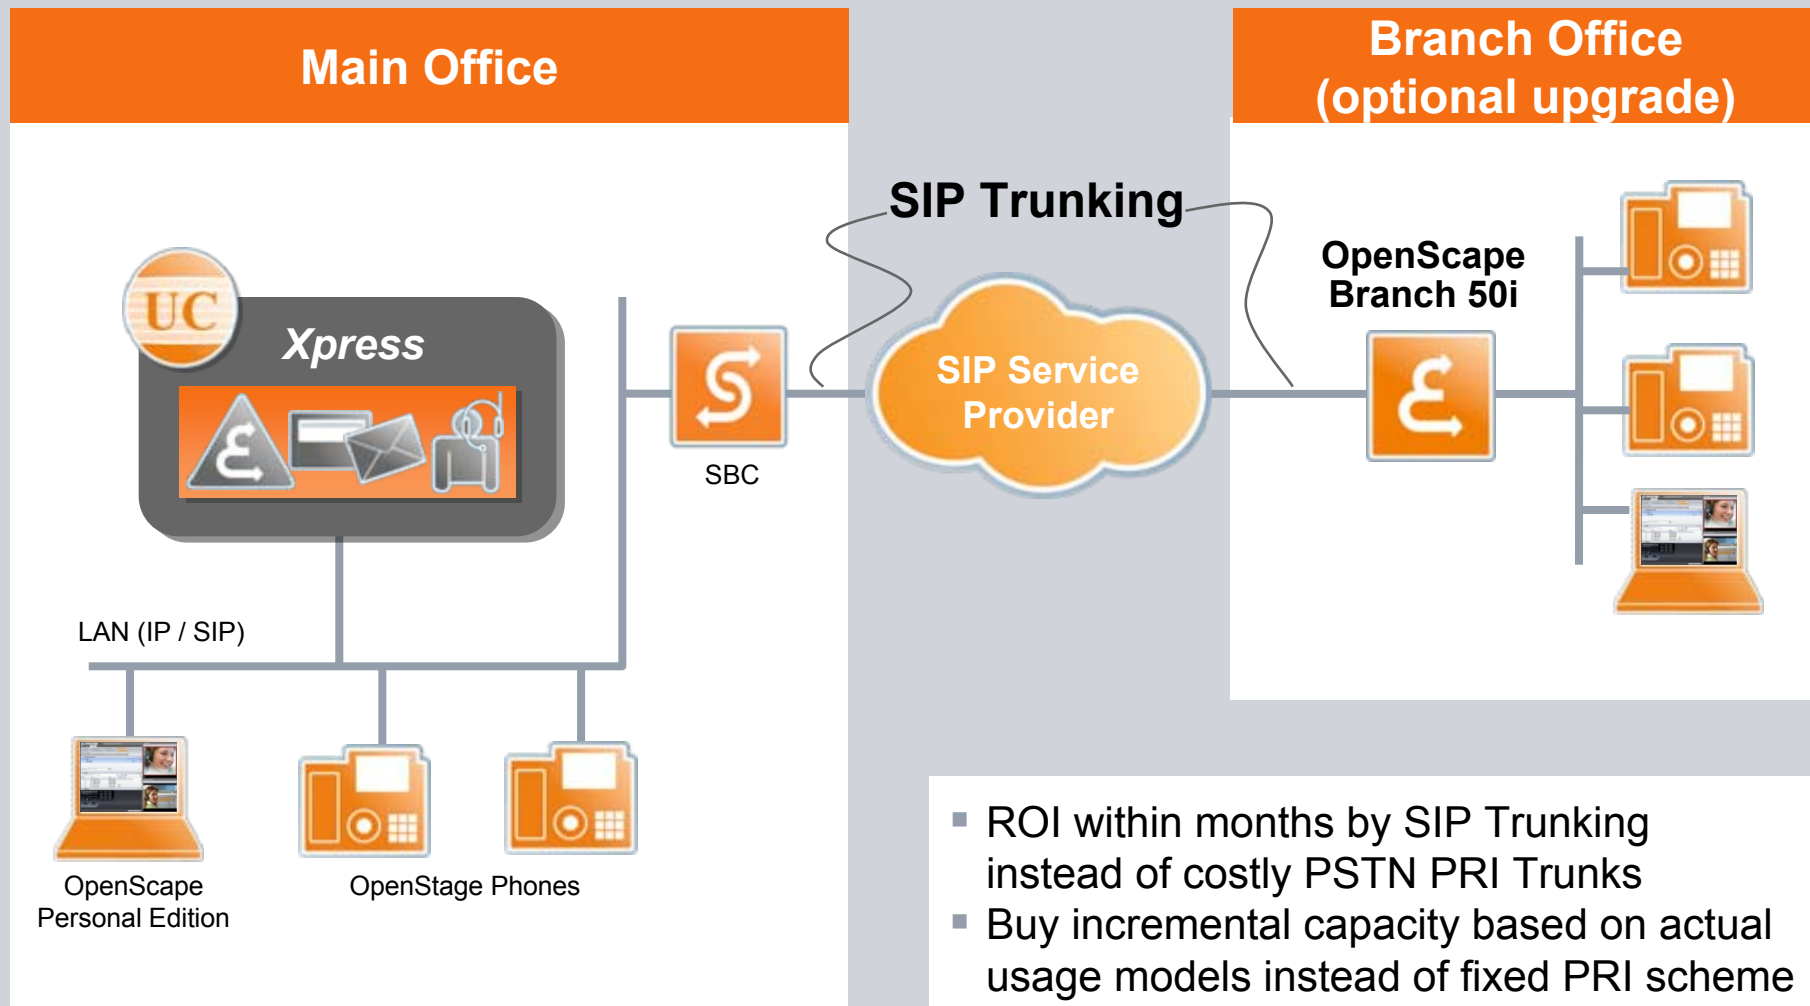 Main Office
Branch Office
(optional upgrade)
SIP Trunking
OpenScape
Branch 50i
UC
Xpress
SIP Service
Provider
SBC
LAN (IP / SIP)
OpenScape
Personal Edition
OpenStage Phones
▪ ROI within months by SIP Trunking
instead of costly PSTN PRI Trunks
▪ Buy incremental capacity based on actual
usage models instead of fixed PRI scheme